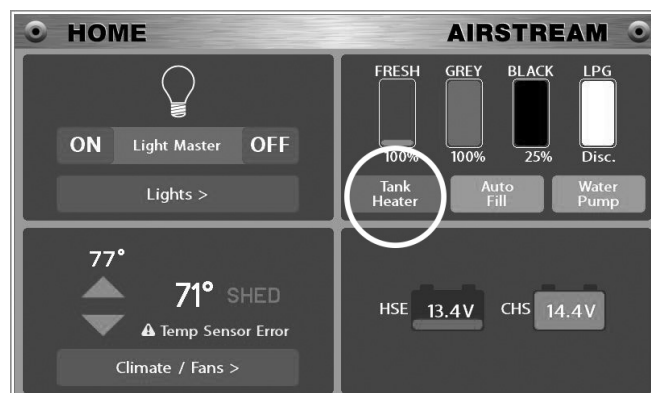 HOME
AIRSTREAM
ON Light Master OFF
Lights >
FRESH GREY BLACK LPG
100% 100% 25% Disc.
Tank
Heater
Auto
Fill
Water
Pump
77°
71° SHED
Temp Sensor Error
Climate / Fans >
HSE 13.4V CHS 14.4V